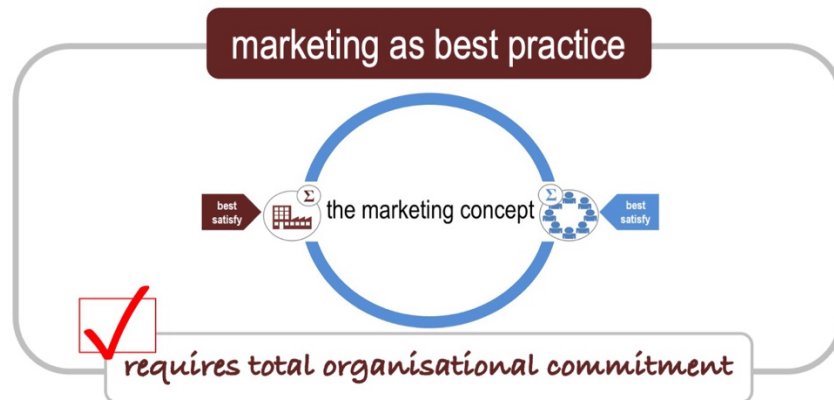 marketing as best practice
Σ
Σ
best
satisfy
the marketing concept
best
satisfy
requires total organisational commitment